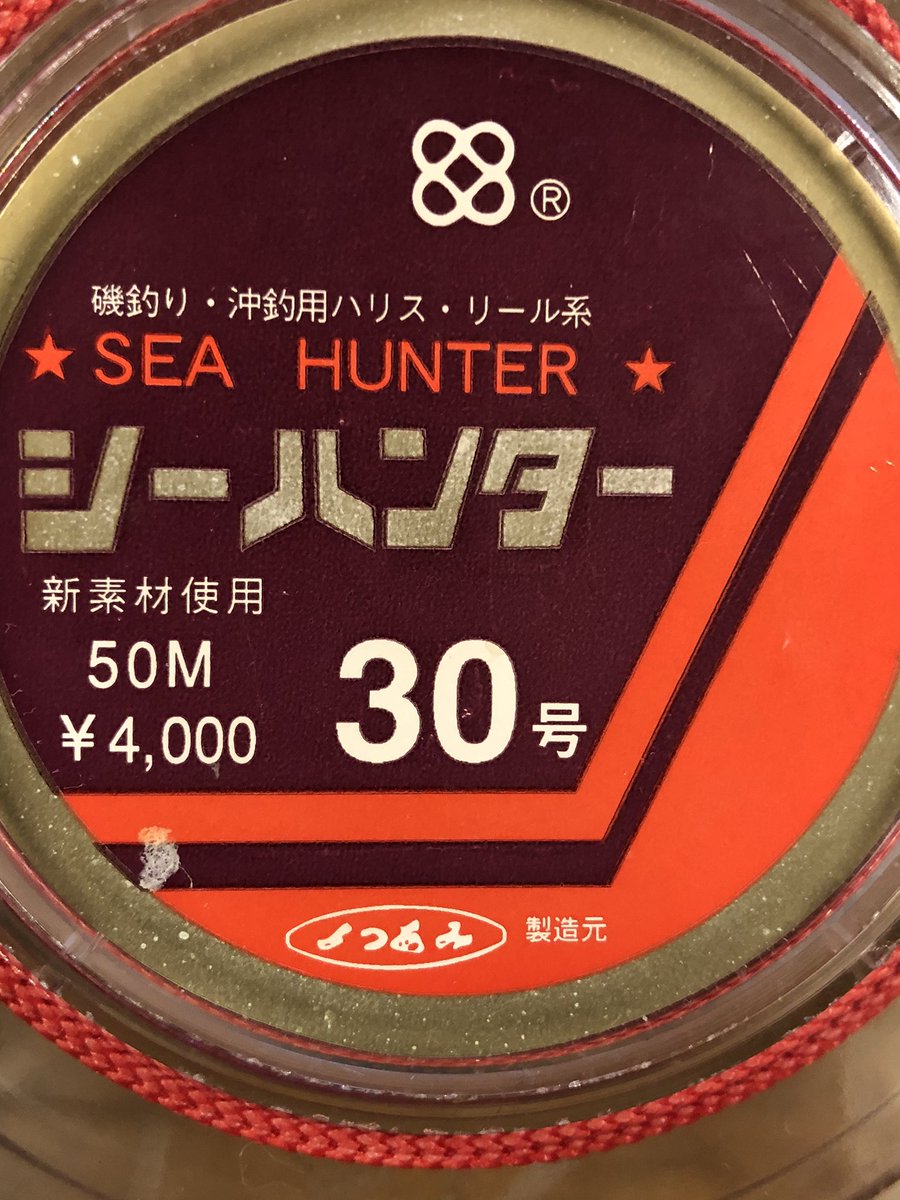 ®
磯釣り・沖釣用ハリス・リール系
★ SEA HUNTER ★
シーハンター
新素材使用
50M
¥4,000
30号
よつあみ 製造元